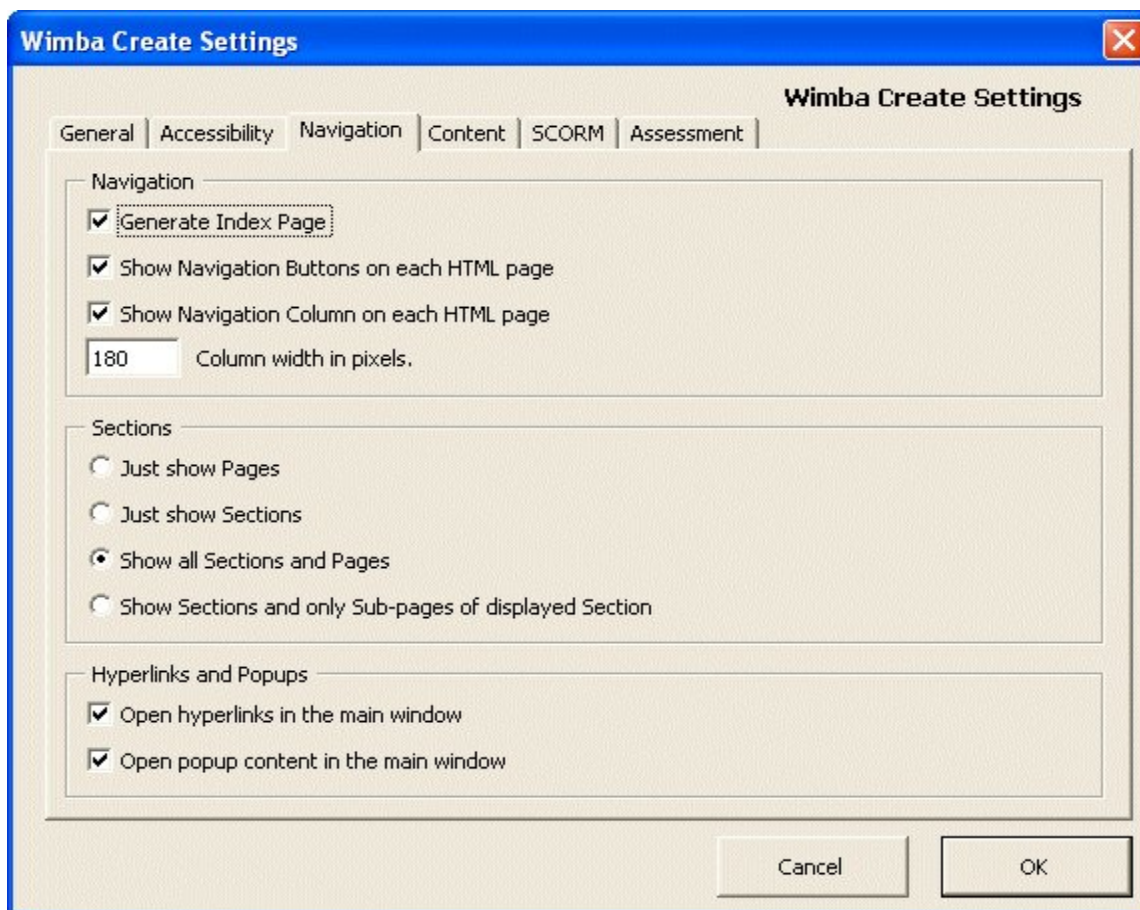 Wimba Create Settings
Wimba Create Settings
General Accessibility Navigation Content SCORM Assessment
Navigation
Generate Index Page
Show Navigation Buttons on each HTML page
Show Navigation Column on each HTML page
180 Column width in pixels.
Sections
Just show Pages
Just show Sections
Show all Sections and Pages
Show Sections and only Sub-pages of displayed Section
Hyperlinks and Popups
Open hyperlinks in the main window
Open popup content in the main window
Cancel OK